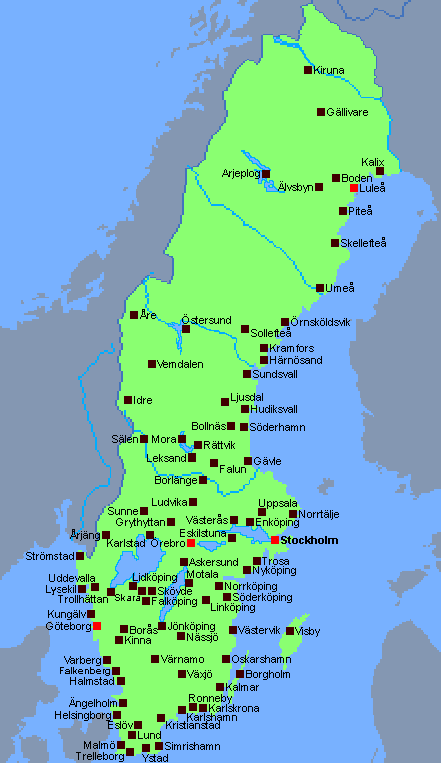 Kiruna
Gällivare
Kalix
Arjeplog
Boden
Älvsbyn
Luleå
Piteå
Skellefteå
Umeå
Åre
Östersund
Örnsköldsvik
Sollefteå
Kramfors
Härnösand
Vemdalen
Sundsvall
Idre
Ljusdal
Hudiksvall
Bollnäs
Söderhamn
Sälen
Mora
Rättvik
Leksand
Falun
Gävle
Borlänge
Ludvika
Uppsala
Sunne
Norrtälje
Grythyttan
Västerås
Enköping
Årjäng
Karlstad
Örebro
Eskilstuna
Stockholm
Strömstad
Askersund
Trosa
Nyköping
Uddevalla
Lidköping
Motala
Lysekil
Trollhättan
Skara
Skövde
Norrköping
Falköping
Söderköping
Linköping
Kungälv
Göteborg
Borås
Jönköping
Västervik
Visby
Kinna
Nässjö
Varberg
Värnamo
Oskarshamn
Falkenberg
Växjö
Borgholm
Halmstad
Kalmar
Ronneby
Ängelholm
Karlskrona
Helsingborg
Karlshamn
Eslöv
Kristianstad
Lund
Malmö
Simrishamn
Trelleborg
Ystad